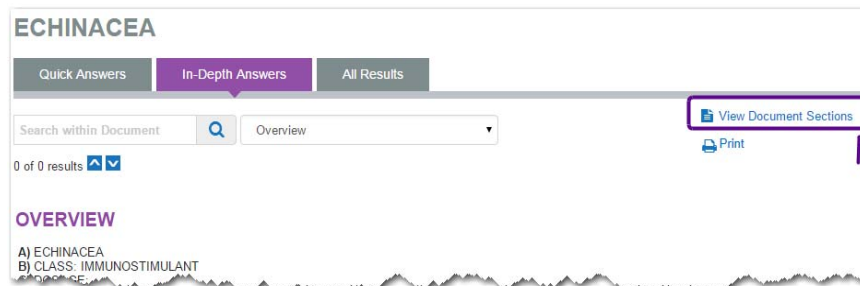 ECHINACEA
Quick Answers In-Depth Answers All Results
Search within Document Overview View Document Sections
Print
0 of 0 results
OVERVIEW
A) ECHINACEA
B) CLASS: IMMUNOSTIMULANT